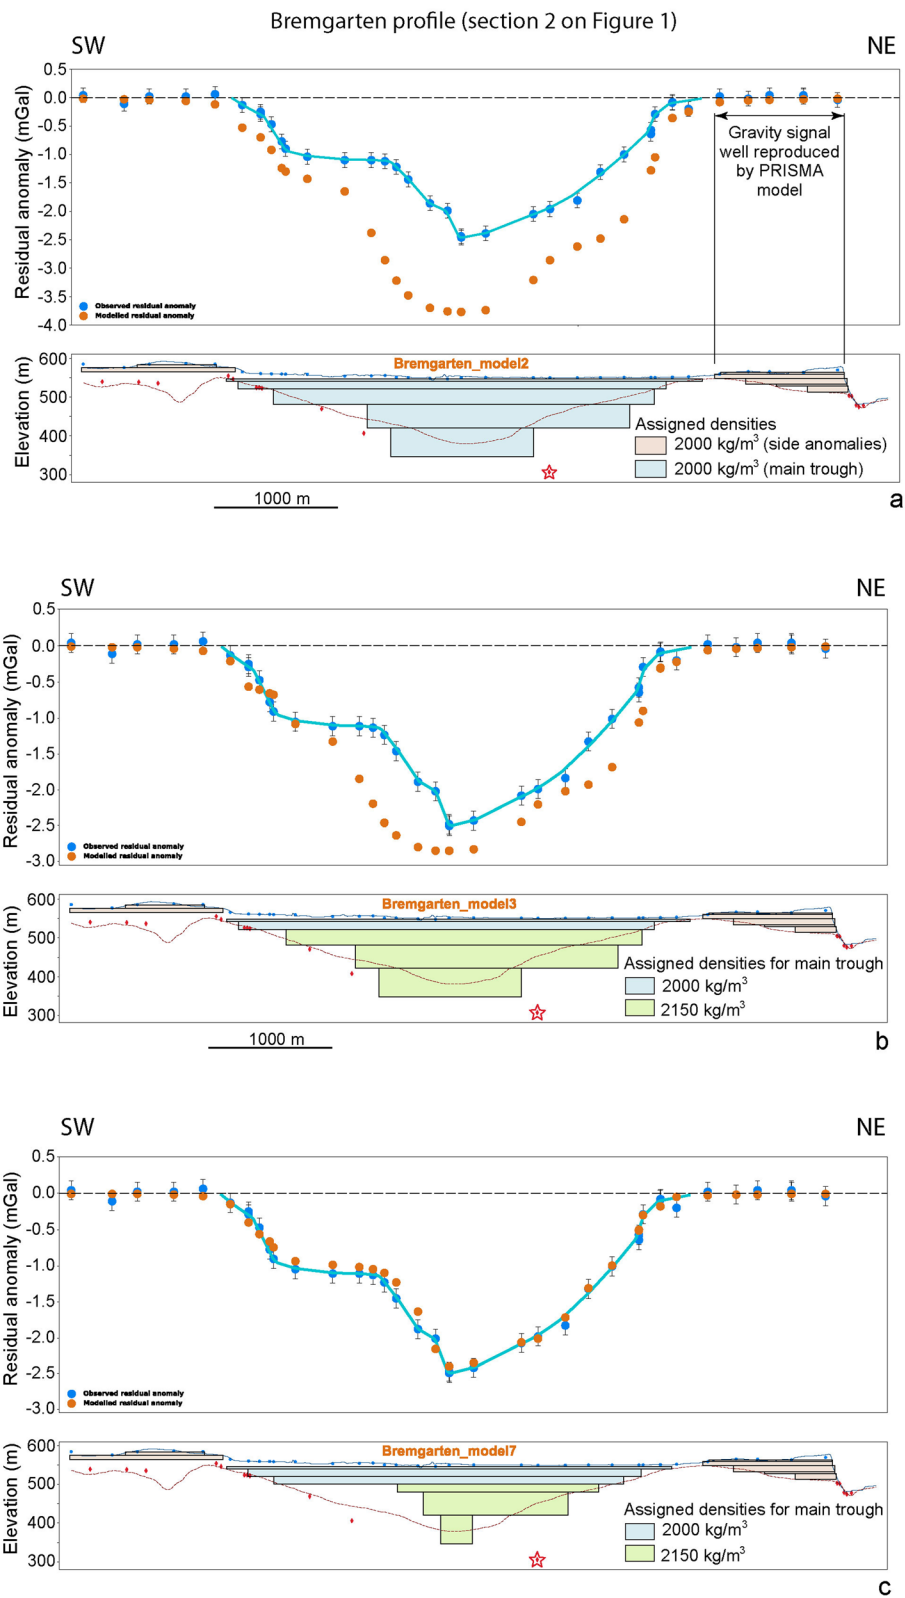 Bremgarten profile (section 2 on Figure 1)
SW
NE
Residual anomaly (mGal)
0.5
0.0
-0.5
-1.0
-1.5
-2.0
-2.5
-3.0
-3.5
-4.0
Gravity signal
well reproduced
by PRISMA
model
Observed residual anomaly
Modelled residual anomaly
Elevation (m)
600
500
400
300
Bremgarten_model2
Assigned densities
2000 kg/m³ (side anomalies)
2000 kg/m³ (main trough)
1000 m
a
SW
NE
Residual anomaly (mGal)
0.5
0.0
-0.5
-1.0
-1.5
-2.0
-2.5
-3.0
Observed residual anomaly
Modelled residual anomaly
Elevation (m)
600
500
400
300
Bremgarten_model3
Assigned densities for main trough
2000 kg/m³
2150 kg/m³
1000 m
b
SW
NE
Residual anomaly (mGal)
0.5
0.0
-0.5
-1.0
-1.5
-2.0
-2.5
-3.0
Observed residual anomaly
Modelled residual anomaly
Elevation (m)
600
500
400
300
Bremgarten_model7
Assigned densities for main trough
2000 kg/m³
2150 kg/m³
c